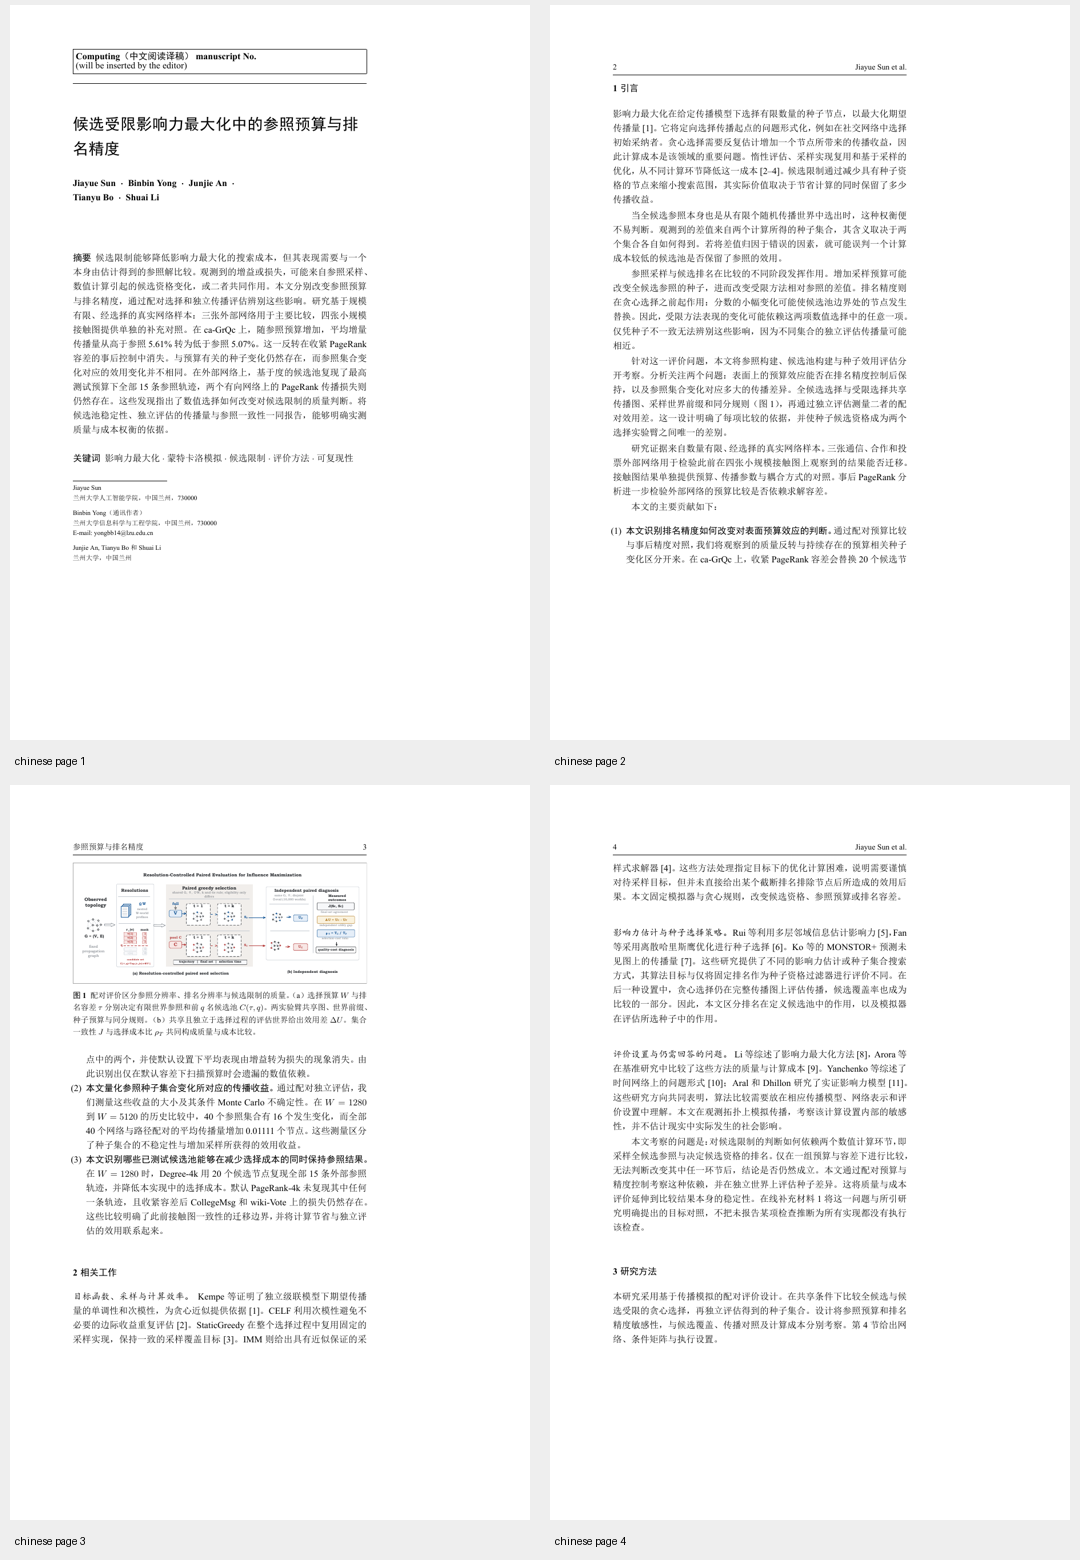 Computing（中文阅读译稿） manuscript No.
(will be inserted by the editor)
候选受限影响力最大化中的参照预算与排
名精度
Jiayue Sun · Binbin Yong · Junjie An ·
Tianyu Bo · Shuai Li
摘要 候选限制能够降低影响力最大化的搜索成本，但其表现需要与一个
本身由估计得到的参照解比较。观测到的增益或损失，可能来自参照采样、
数值计算引起的候选资格变化，或二者共同作用。本文分别改变参照预算
与排名精度，通过配对选择和独立传播评估辨别这些影响。研究基于规模
有限、经选择的真实网络样本：三张外部网络用于主要比较，四张小规模
接触图提供单独的补充对照。在 ca-GrQc 上，随参照预算增加，平均增量
传播量从高于参照 5.61% 转为低于参照 5.07%。这一反转在收紧 PageRank
容差的事后控制中消失。与预算有关的种子变化仍然存在，而参照集合变
化对应的效用变化并不相同。在外部网络上，基于度的候选池复现了最高
测试预算下全部 15 条参照轨迹，两个有向网络上的 PageRank 传播损失则
仍然存在。这些发现指出了数值选择如何改变对候选限制的质量判断。将
候选池稳定性、独立评估的传播量与参照一致性一同报告，能够明确实测
质量与成本权衡的依据。
关键词 影响力最大化 · 蒙特卡洛模拟 · 候选限制 · 评价方法 · 可复现性
Jiayue Sun
兰州大学人工智能学院，中国兰州，730000
Binbin Yong（通讯作者）
兰州大学信息科学与工程学院，中国兰州，730000
E-mail: yongbb14@lzu.edu.cn
Junjie An, Tianyu Bo 和 Shuai Li
兰州大学，中国兰州
chinese page 1
2 Jiayue Sun et al.
1 引言
影响力最大化在给定传播模型下选择有限数量的种子节点，以最大化期望
传播量 [1]。它将定向选择传播起点的问题形式化，例如在社交网络中选择
初始采纳者。贪心选择需要反复估计增加一个节点所带来的传播收益，因
此计算成本是该领域的重要问题。惰性评估、采样实现复用和基于采样的
优化，从不同计算环节降低这一成本 [2–4]。候选限制通过减少具有种子资
格的节点来缩小搜索范围，其实际价值取决于节省计算的同时保留了多少
传播收益。
当全候选参照本身也是从有限个随机传播世界中选出时，这种权衡便
不易判断。观测到的差值来自两个计算所得的种子集合，其含义取决于两
个集合各自如何得到。若将差值归因于错误的因素，就可能误判一个计算
成本较低的候选池是否保留了参照的效用。
参照采样与候选排名在比较的不同阶段发挥作用。增加采样预算可能
改变全候选参照的种子，进而改变受限方法相对参照的差值。排名精度则
在贪心选择之前起作用：分数的小幅变化可能使候选池边界处的节点发生
替换。因此，受限方法表现的变化可能依赖这两项数值选择中的任意一项。
仅凭种子不一致无法辨别这些影响，因为不同集合的独立评估传播量可能
相近。
针对这一评价问题，本文将参照构建、候选池构建与种子效用评估分
开考察。分析关注两个问题：表面上的预算效应能否在排名精度控制后保
持，以及参照集合变化对应多大的传播差异。全候选选择与受限选择共享
传播图、采样世界前缀和同分规则（图 1），再通过独立评估测量二者的配
对效用差。这一设计明确了每项比较的依据，并使种子候选资格成为两个
选择实验臂之间唯一的差别。
研究证据来自数量有限、经选择的真实网络样本。三张通信、合作和投
票外部网络用于检验此前在四张小规模接触图上观察到的结果能否迁移。
接触图结果单独提供预算、传播参数与耦合方式的对照。事后 PageRank 分
析进一步检验外部网络的预算比较是否依赖求解容差。
本文的主要贡献如下：
(1) 本文识别排名精度如何改变对表面预算效应的判断。通过配对预算比较
与事后精度对照，我们将观察到的质量反转与持续存在的预算相关种子
变化区分开来。在 ca-GrQc 上，收紧 PageRank 容差会替换 20 个候选节
chinese page 2
参照预算与排名精度 3
Resolution-Controlled Paired Evaluation for Influence Maximization
Observed
topology
G = (V, E)
Resolutions
Paired greedy selection
Independent paired diagnosis
Measured
outcomes
(a) Resolution-controlled paired seed selection
(b) Independent diagnosis
图 1 配对评价区分参照分辨率、排名分辨率与候选限制的质量。（a）选择预算 W 与排
名容差 τ 分别决定有限世界参照和前 q 名候选池 C(τ, q)。两实验臂共享图、世界前缀、
种子预算与同分规则。（b）共享且独立于选择过程的评估世界给出效用差 ΔU。集合
一致性 J 与选择成本比 ρT 共同构成质量与成本比较。
点中的两个，并使默认设置下平均表现由增益转为损失的现象消失。由
此识别出仅在默认容差下扫描预算时会遗漏的数值依赖。
(2) 本文量化参照种子集合变化所对应的传播收益。通过配对独立评估，我
们测量这些收益的大小及其条件 Monte Carlo 不确定性。在 W = 1280
到 W = 5120 的历史比较中，40 个参照集合有 16 个发生变化，而全部
40 个网络与路径配对的平均传播量增加 0.01111 个节点。这些测量区分
了种子集合的不稳定性与增加采样所获得的效用收益。
(3) 本文识别哪些已测试候选池能够在减少选择成本的同时保持参照结果。
在 W = 1280 时，Degree-4k 用 20 个候选节点复现全部 15 条外部参照
轨迹，并降低本实现中的选择成本。默认 PageRank-4k 未复现其中任何
一条轨迹，且收紧容差后 CollegeMsg 和 wiki-Vote 上的损失仍然存在。
这些比较明确了此前接触图一致性的迁移边界，并将计算节省与独立评
估的效用联系起来。
2 相关工作
目标函数、采样与计算效率。 Kempe 等证明了独立级联模型下期望传播
量的单调性和次模性，为贪心近似提供依据 [1]。CELF 利用次模性避免不
必要的边际收益重复评估 [2]。StaticGreedy 在整个选择过程中复用固定的
采样实现，保持一致的采样覆盖目标 [3]。IMM 则给出具有近似保证的采
chinese page 3
4 Jiayue Sun et al.
样式求解器 [4]。这些方法处理指定目标下的优化计算困难，说明需要谨慎
对待采样目标，但并未直接给出某个截断排名排除节点后所造成的效用后
果。本文固定模拟器与贪心规则，改变候选资格、参照预算或排名容差。
影响力估计与种子选择策略。 Rui 等利用多层邻域信息估计影响力 [5]，Fan
等采用离散哈里斯鹰优化进行种子选择 [6]。Ko 等的 MONSTOR+ 预测未
见图上的传播量 [7]。这些研究提供了不同的影响估计或种子集合搜索
方式，其算法目标与仅将固定排名作为种子资格过滤器进行评价不同。在
后一种设置中，贪心选择仍在完整传播图上评估传播，候选覆盖率也成为
比较的一部分。因此，本文区分排名在定义候选池中的作用，以及模拟器
在评估所选种子中的作用。
评价设置与仍需回答的问题。 Li 等综述了影响力最大化方法 [8]，Arora 等
在基准研究中比较了这些方法的质量与计算成本 [9]。Yanchenko 等综述了
时间网络上的问题形式 [10]；Aral 和 Dhillon 研究了实证影响力模型 [11]。
这些研究方向共同表明，算法比较需要放在相应传播模型、网络表示和评
价设置中理解。本文在观测拓扑上模拟传播，考察该计算设置内部的敏感
性，并不估计现实中实际发生的社会影响。
本文考察的问题是：对候选限制的判断如何依赖两个数值计算环节，即
采样全候选参照与决定候选资格的排名。仅在一组预算与容差下进行比较，
无法判断改变其中任一环节后，结论是否仍然成立。本文通过配对预算与
精度控制考察这种依赖，并在独立世界上评估种子差异。这将质量与成本
评价延伸到比较结果本身的稳定性。在线补充材料 1 将这一问题与所引研
究明确提出的目标对照，不把未报告某项检查推断为所有实现都没有执行
该检查。
3 研究方法
本研究采用基于传播模拟的配对评价设计。在共享条件下比较全候选与候
选受限的贪心选择，再独立评估得到的种子集合。设计将参照预算和排名
精度敏感性，与候选覆盖、传播对照及计算成本分别考察。第 4 节给出网
络、条件矩阵与执行设置。
chinese page 4